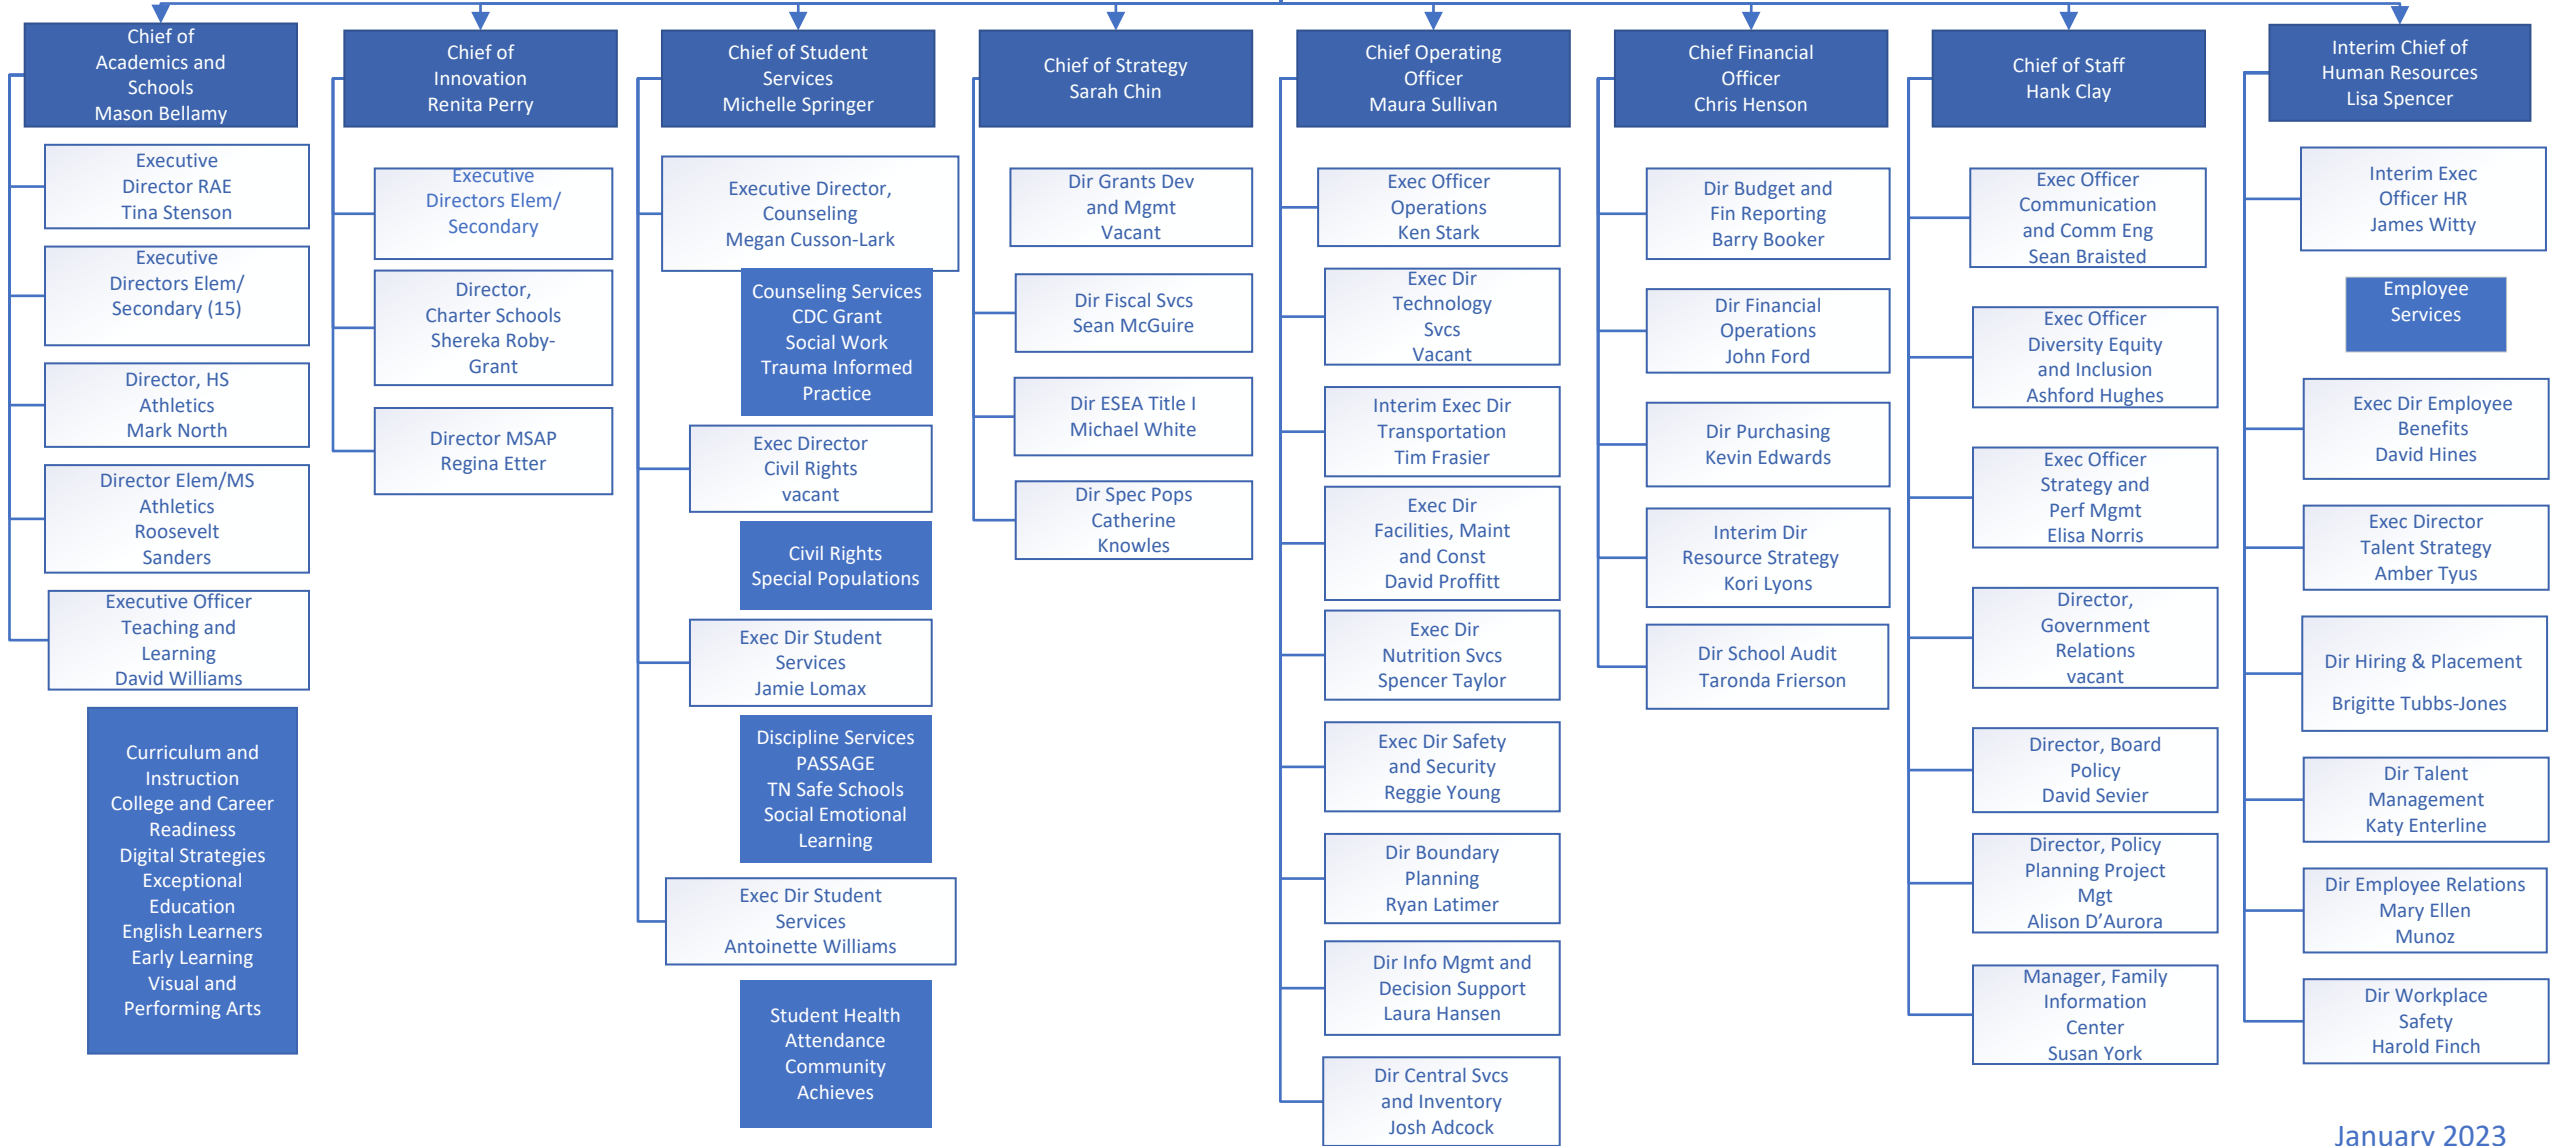 Chief of
Academics and
Schools
Mason Bellamy
Executive
Director RAE
Tina Stenson
Executive
Directors Elem/
Secondary (15)
Director, HS
Athletics
Mark North
Director Elem/MS
Athletics
Roosevelt
Sanders
Executive Officer
Teaching and
Learning
David Williams
Curriculum and
Instruction
College and Career
Readiness
Digital Strategies
Exceptional
Education
English Learners
Early Learning
Visual and
Performing Arts
Chief of
Innovation
Renita Perry
Executive
Directors Elem/
Secondary
Director,
Charter Schools
Shereka Roby-
Grant
Director MSAP
Regina Etter
Chief of Student
Services
Michelle Springer
Executive Director,
Counseling
Megan Cusson-Lark
Counseling Services
CDC Grant
Social Work
Trauma Informed
Practice
Exec Director
Civil Rights
vacant
Civil Rights
Special Populations
Exec Dir Student
Services
Jamie Lomax
Discipline Services
PASSAGE
TN Safe Schools
Social Emotional
Learning
Exec Dir Student
Services
Antoinette Williams
Student Health
Attendance
Community
Achieves
Chief of Strategy
Sarah Chin
Dir Grants Dev
and Mgmt
Vacant
Dir Fiscal Svcs
Sean McGuire
Dir ESEA Title I
Michael White
Dir Spec Pops
Catherine
Knowles
Chief Operating
Officer
Maura Sullivan
Exec Officer
Operations
Ken Stark
Exec Dir
Technology
Svcs
Vacant
Interim Exec Dir
Transportation
Tim Frasier
Exec Dir
Facilities, Maint
and Const
David Proffitt
Exec Dir
Nutrition Svcs
Spencer Taylor
Exec Dir Safety
and Security
Reggie Young
Dir Boundary
Planning
Ryan Latimer
Dir Info Mgmt and
Decision Support
Laura Hansen
Dir Central Svcs
and Inventory
Josh Adcock
Chief Financial
Officer
Chris Henson
Dir Budget and
Fin Reporting
Barry Booker
Dir Financial
Operations
John Ford
Dir Purchasing
Kevin Edwards
Interim Dir
Resource Strategy
Kori Lyons
Dir School Audit
Taronda Frierson
Chief of Staff
Hank Clay
Exec Officer
Communication
and Comm Eng
Sean Braisted
Exec Officer
Diversity Equity
and Inclusion
Ashford Hughes
Exec Officer
Strategy and
Perf Mgmt
Elisa Norris
Director,
Government
Relations
vacant
Director, Board
Policy
David Sevier
Director, Policy
Planning Project
Mgt
Alison D’Aurora
Manager, Family
Information
Center
Susan York
Interim Chief of
Human Resources
Lisa Spencer
Interim Exec
Officer HR
James Witty
Employee
Services
Exec Dir Employee
Benefits
David Hines
Exec Director
Talent Strategy
Amber Tyus
Dir Hiring & Placement
Brigitte Tubbs-Jones
Dir Talent
Management
Katy Enterline
Dir Employee Relations
Mary Ellen
Munoz
Dir Workplace
Safety
Harold Finch
January 2023